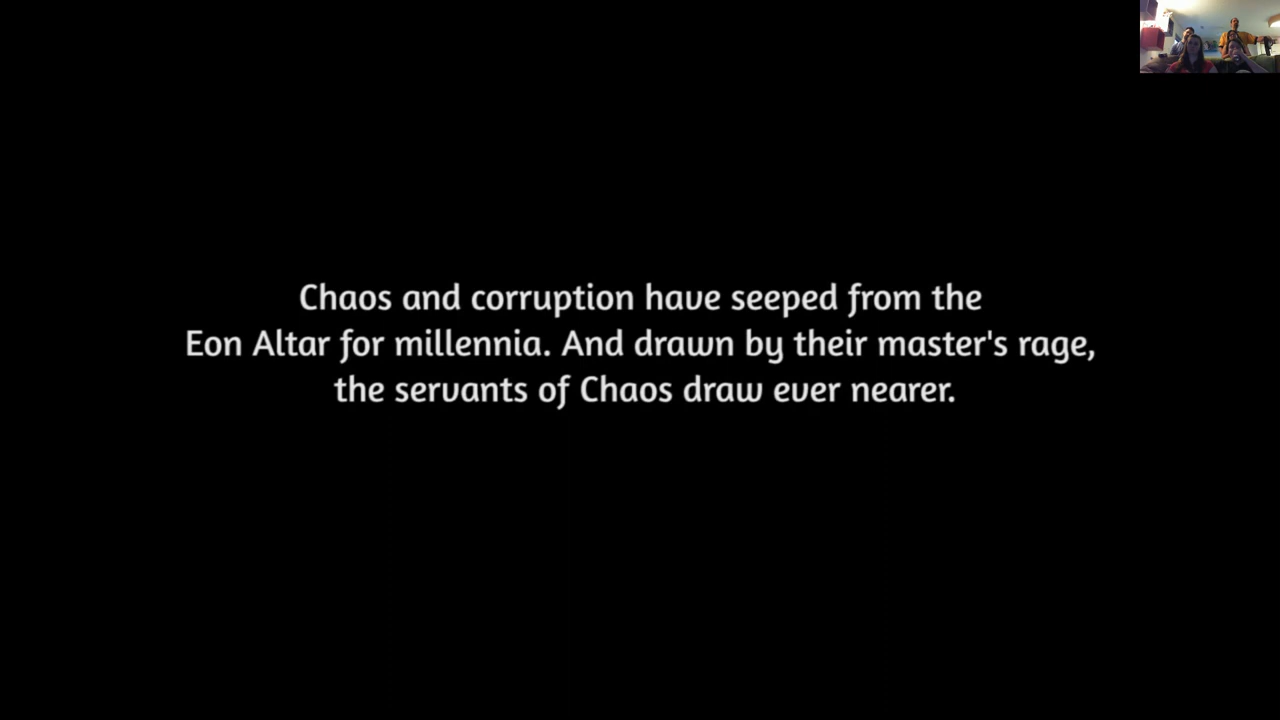 Chaos and corruption have seeped from the
Eon Altar for millennia. And drawn by their master's rage,
the servants of Chaos draw ever nearer.